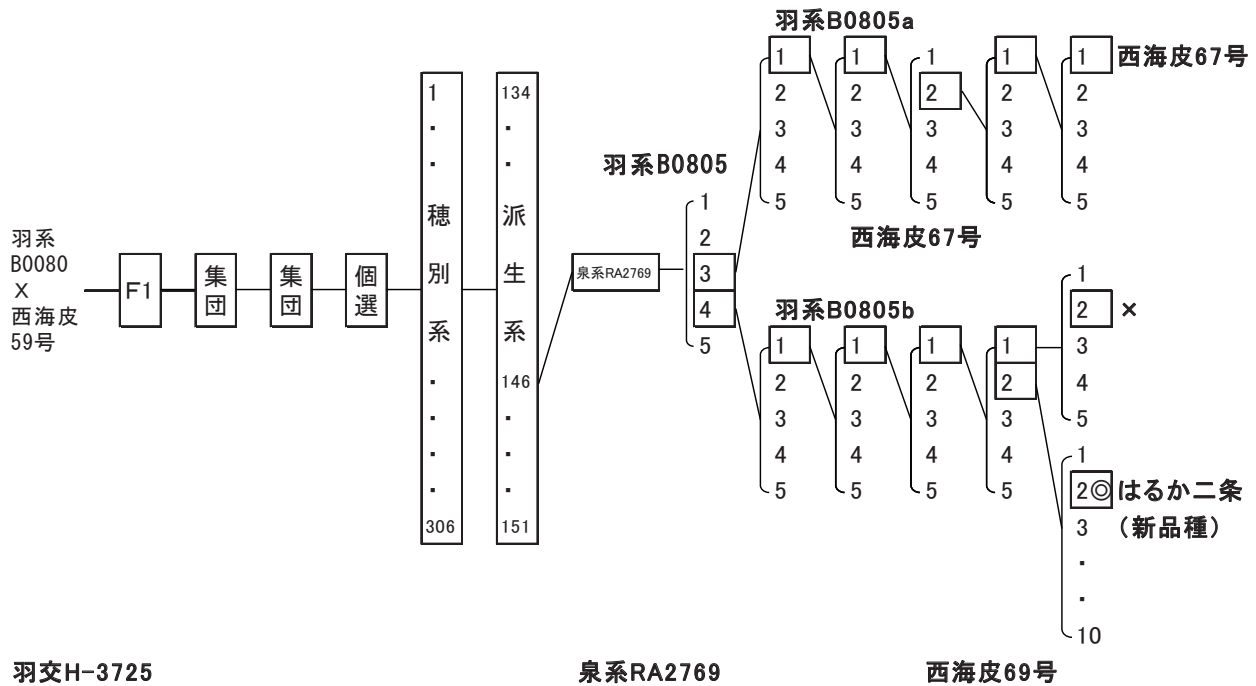 羽系B0805a
1 1 1 1 1 西海皮67号
2 2 2 2 2
3 3 3 3 3
4 4 4 4 4
5 5 5 5 5
西海皮67号
羽系
B0080
×
西海皮
59号
F1
集団
集団
個選
1
・
・
穂
別
系
・
・
・
・
306
134
・
・
派
生
系
146
・
・
・
151
泉系RA2769
羽系B0805
1
2
3
4
5
羽系B0805b
1 1 1 1
2 2 2 2
3 3 3 3
4 4 4 4
5 5 5 5
1
2 ×
3
4
5
1
2◎ はるか二条
3 (新品種)
・
・
10
羽交H-3725
泉系RA2769
西海皮69号